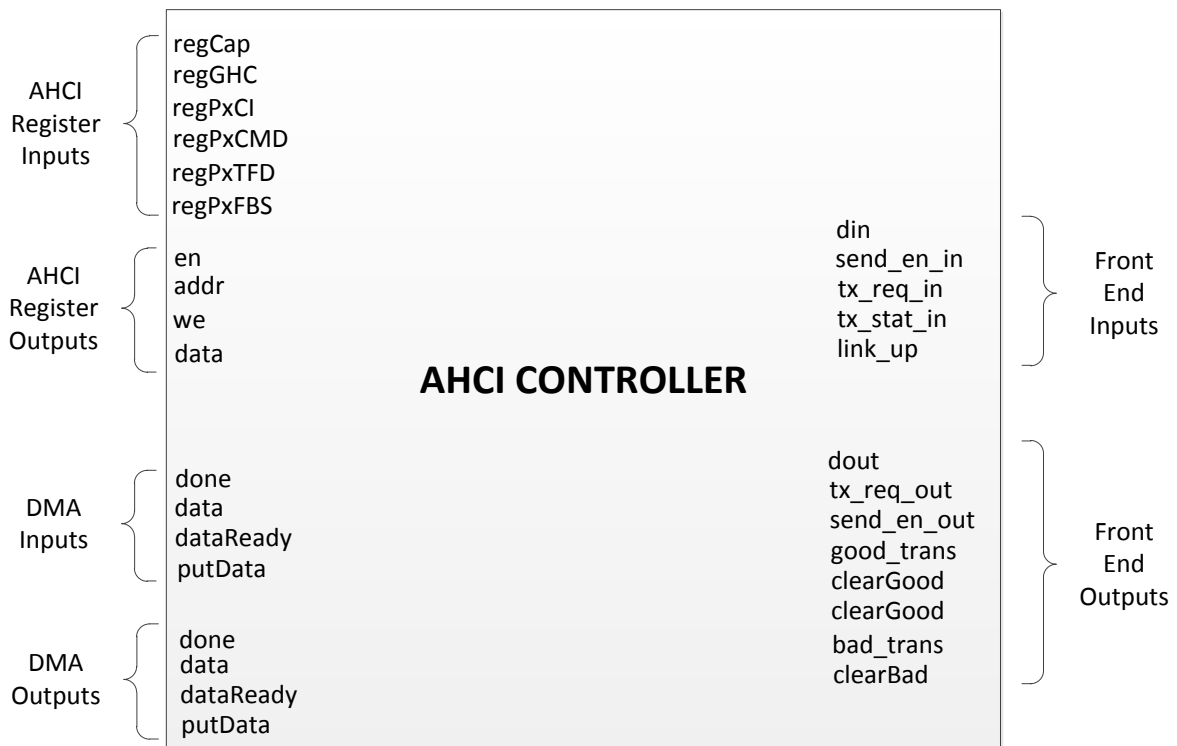 AHCI
Register
Inputs
regCap
regGHC
regPxCI
regPxCMD
regPxTFD
regPxFBS
AHCI
Register
Outputs
en
addr
we
data
DMA
Inputs
done
data
dataReady
putData
DMA
Outputs
done
data
dataReady
putData
AHCI CONTROLLER
din
send_en_in
tx_req_in
tx_stat_in
link_up
Front
End
Inputs
dout
tx_req_out
send_en_out
good_trans
clearGood
clearGood
bad_trans
clearBad
Front
End
Outputs